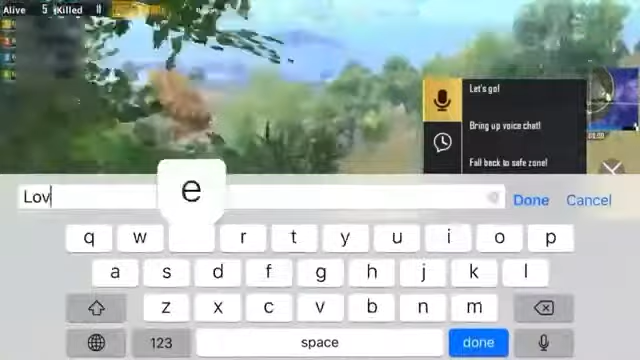 Alive 5 Killed
Let's go!
Bring up voice chat!
Fall back to safe zone!
e
Lov
Done Cancel
q w r t y u i o p
a s d f g h j k l
z x c v b n m
123 space done